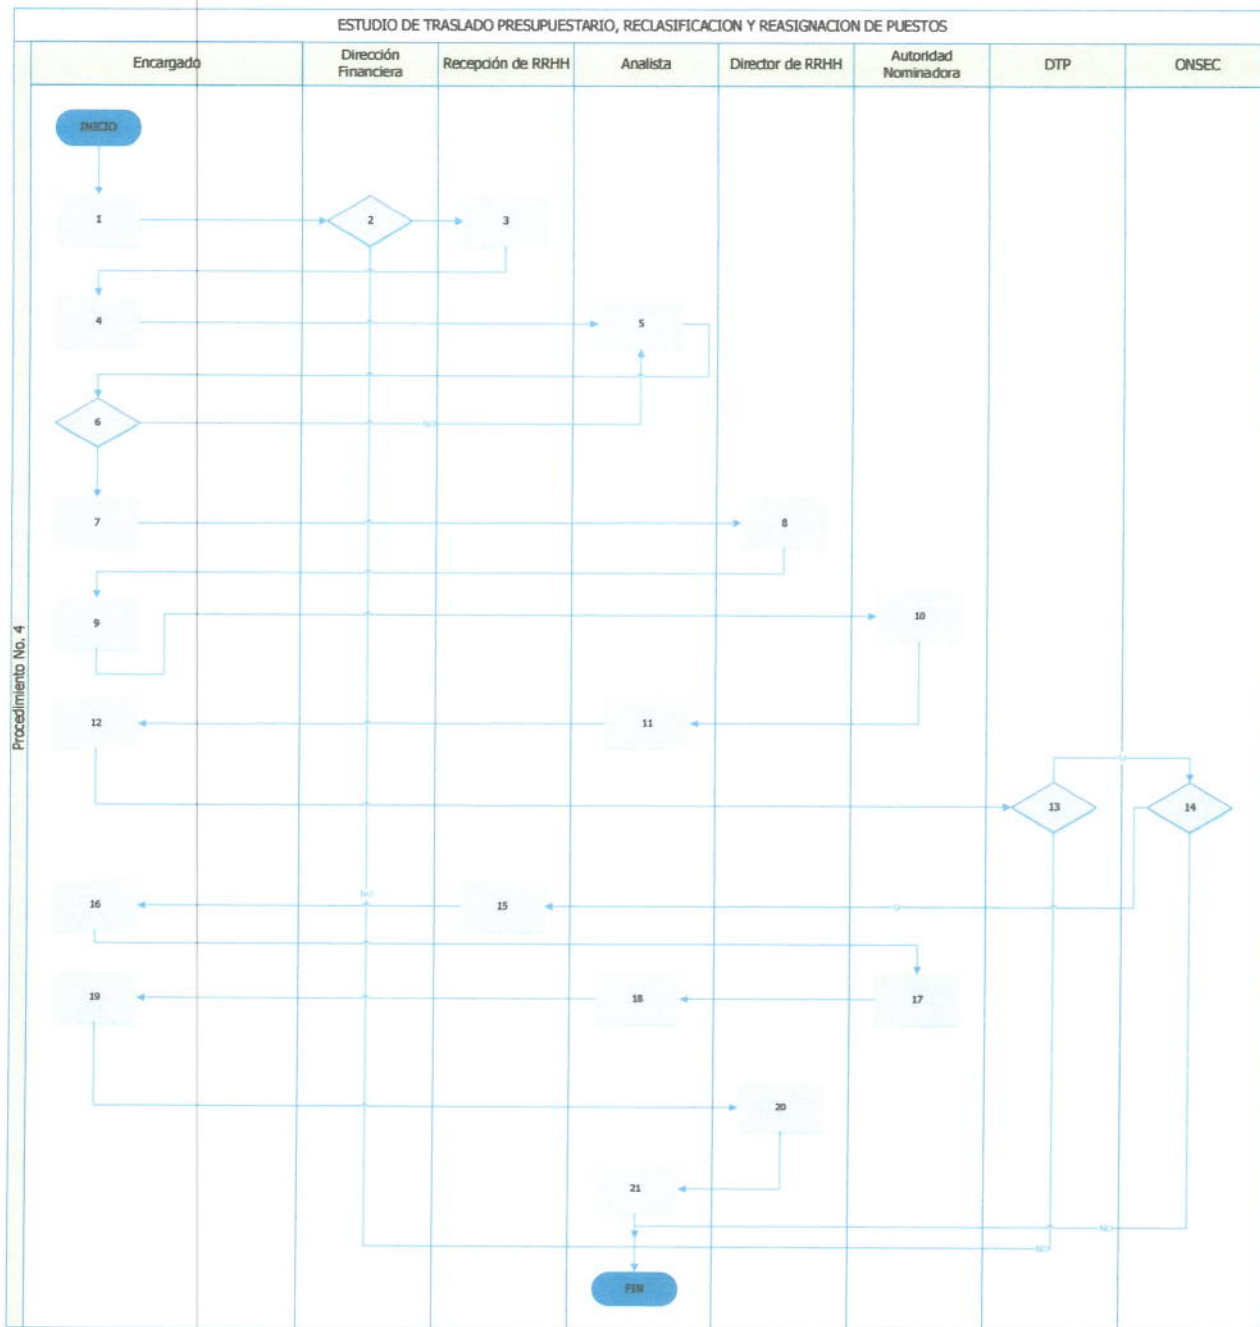 ESTUDIO DE TRASLADO PRESUPUESTARIO, RECLASIFICACION Y REASIGNACION DE PUESTOS
Encargado
Dirección
Financiera
Recepción de RRHH
Analista
Director de RRHH
Autoridad
Nominadora
DTP
ONSEC
Procedimiento No. 4
INICIO
1
2
3
4
5
6
NO
7
8
9
10
12
11
SI
13
14
NO
16
15
SI
19
18
17
20
21
NO
NO
FIN